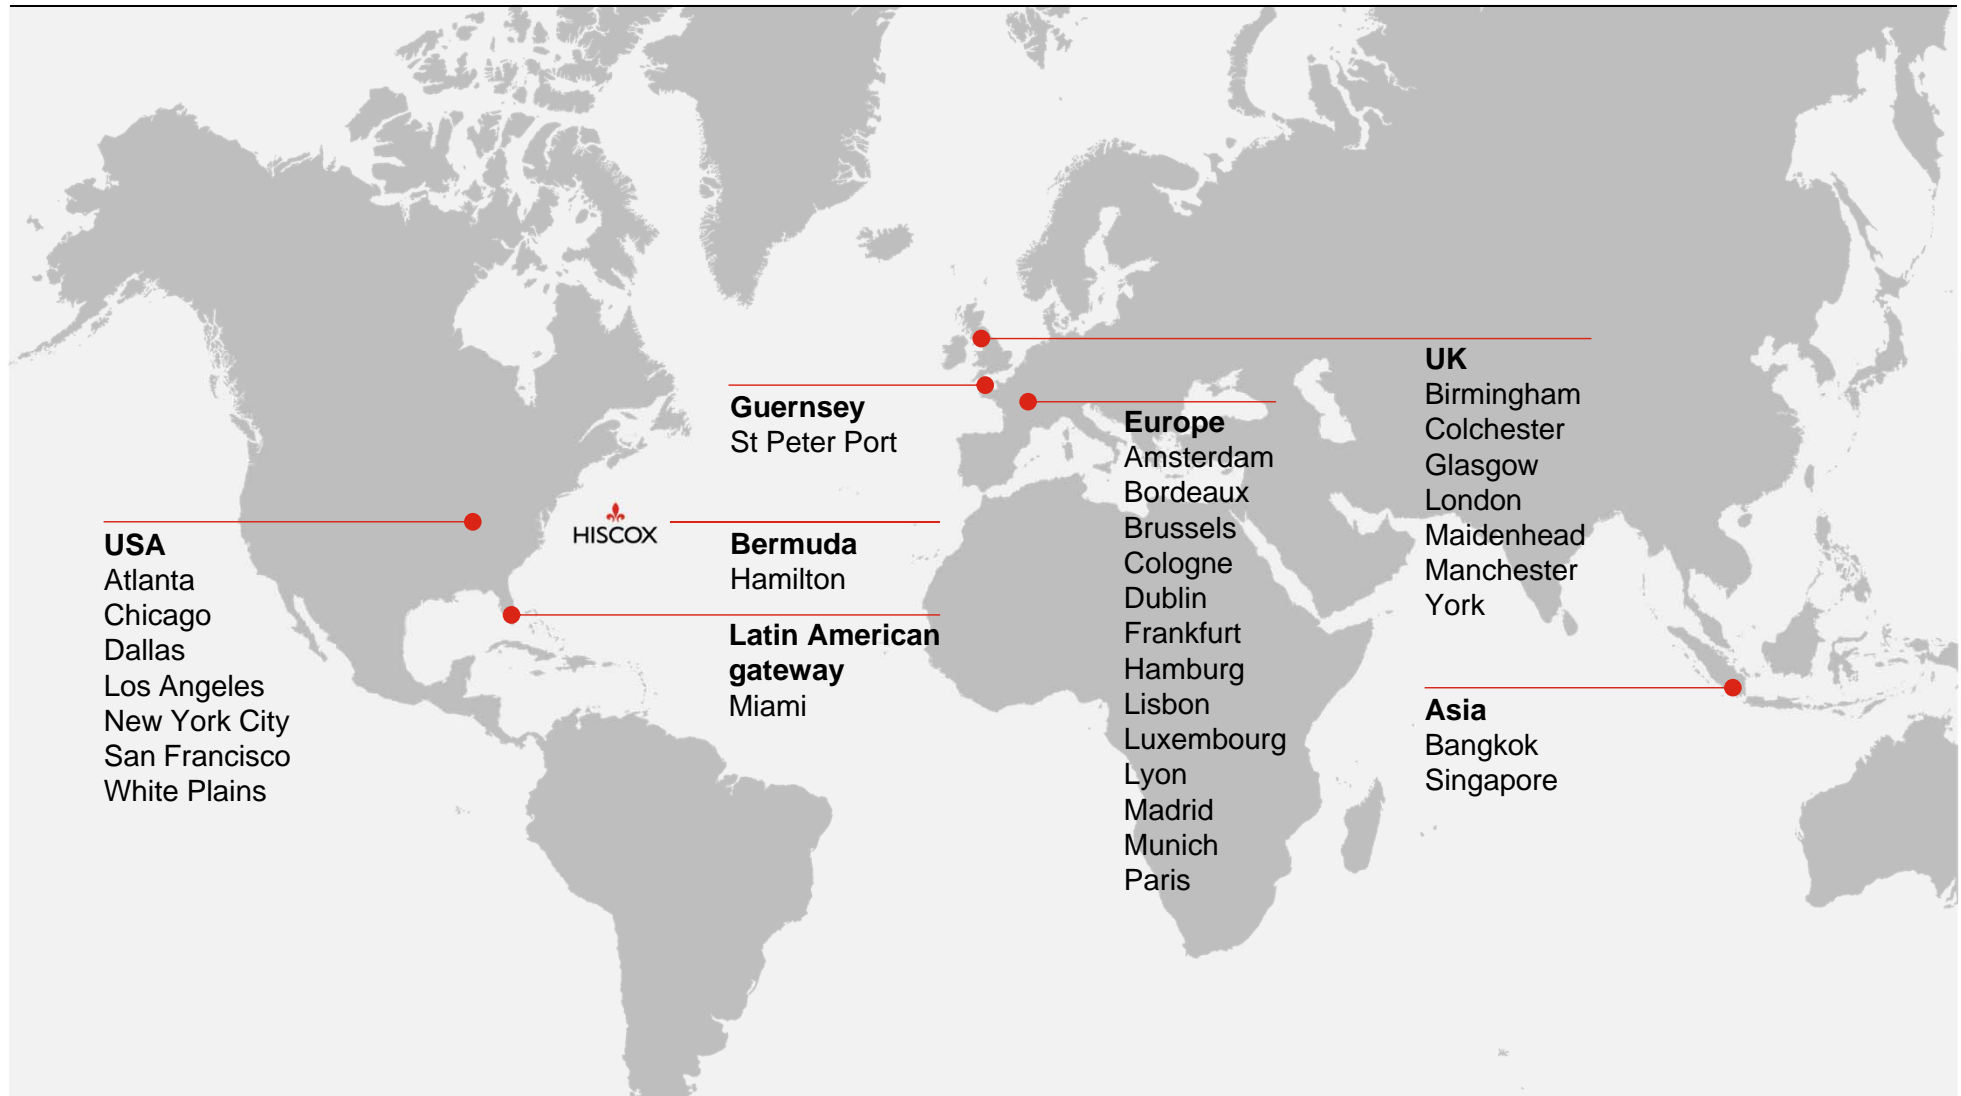 USA
Atlanta
Chicago
Dallas
Los Angeles
New York City
San Francisco
White Plains
HISCOX
Guernsey
St Peter Port
Bermuda
Hamilton
Latin American
gateway
Miami
Europe
Amsterdam
Bordeaux
Brussels
Cologne
Dublin
Frankfurt
Hamburg
Lisbon
Luxembourg
Lyon
Madrid
Munich
Paris
UK
Birmingham
Colchester
Glasgow
London
Maidenhead
Manchester
York
Asia
Bangkok
Singapore